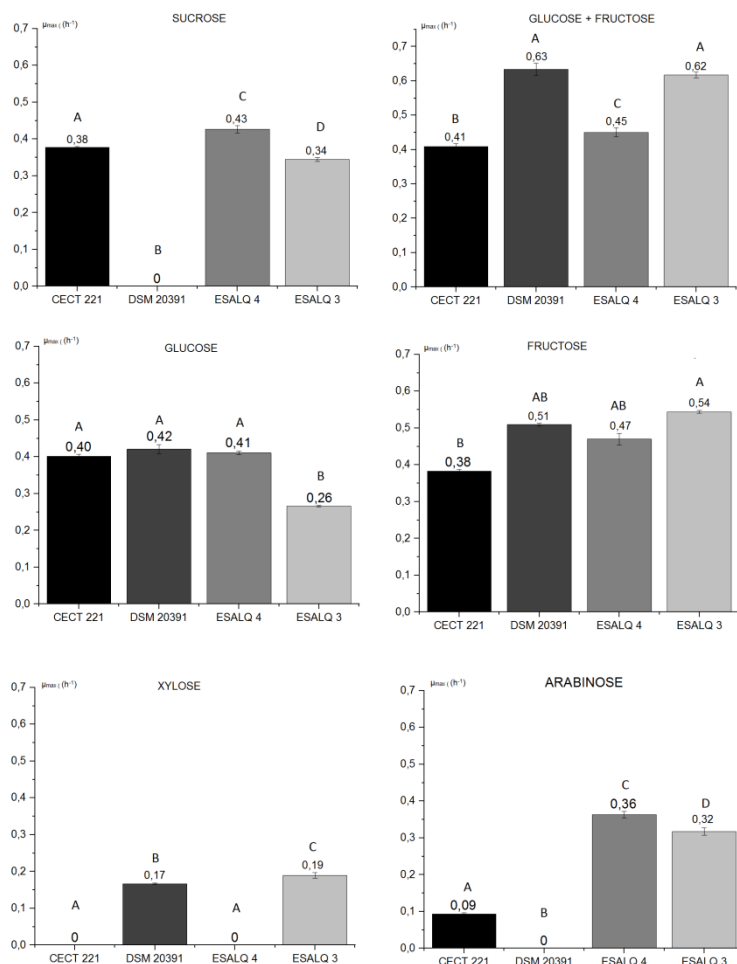 SUCROSE
μmax ( (h⁻¹)
0,7
0,6
0,5
0,4
0,3
0,2
0,1
0,0
A
0,38
B
0
C
0,43
D
0,34
CECT 221 DSM 20391 ESALQ 4 ESALQ 3
GLUCOSE + FRUCTOSE
μmax ( (h⁻¹)
0,7
0,6
0,5
0,4
0,3
0,2
0,1
0,0
B
0,41
A
0,63
C
0,45
A
0,62
CECT 221 DSM 20391 ESALQ 4 ESALQ 3
GLUCOSE
μmax ( (h⁻¹)
0,7
0,6
0,5
0,4
0,3
0,2
0,1
0,0
A
0,40
A
0,42
A
0,41
B
0,26
CECT 221 DSM 20391 ESALQ 4 ESALQ 3
FRUCTOSE
μmax ( (h⁻¹)
0,7
0,6
0,5
0,4
0,3
0,2
0,1
0,0
B
0,38
AB
0,51
AB
0,47
A
0,54
CECT 221 DSM 20391 ESALQ 4 ESALQ 3
XYLOSE
μmax ( (h⁻¹)
0,7
0,6
0,5
0,4
0,3
0,2
0,1
0,0
A
0
B
0,17
A
0
C
0,19
CECT 221 DSM 20391 ESALQ 4 ESALQ 3
ARABINOSE
μmax ( (h⁻¹)
0,7
0,6
0,5
0,4
0,3
0,2
0,1
0,0
A
0,09
B
0
C
0,36
D
0,32
CECT 221 DSM 20391 ESALQ 4 ESALQ 3